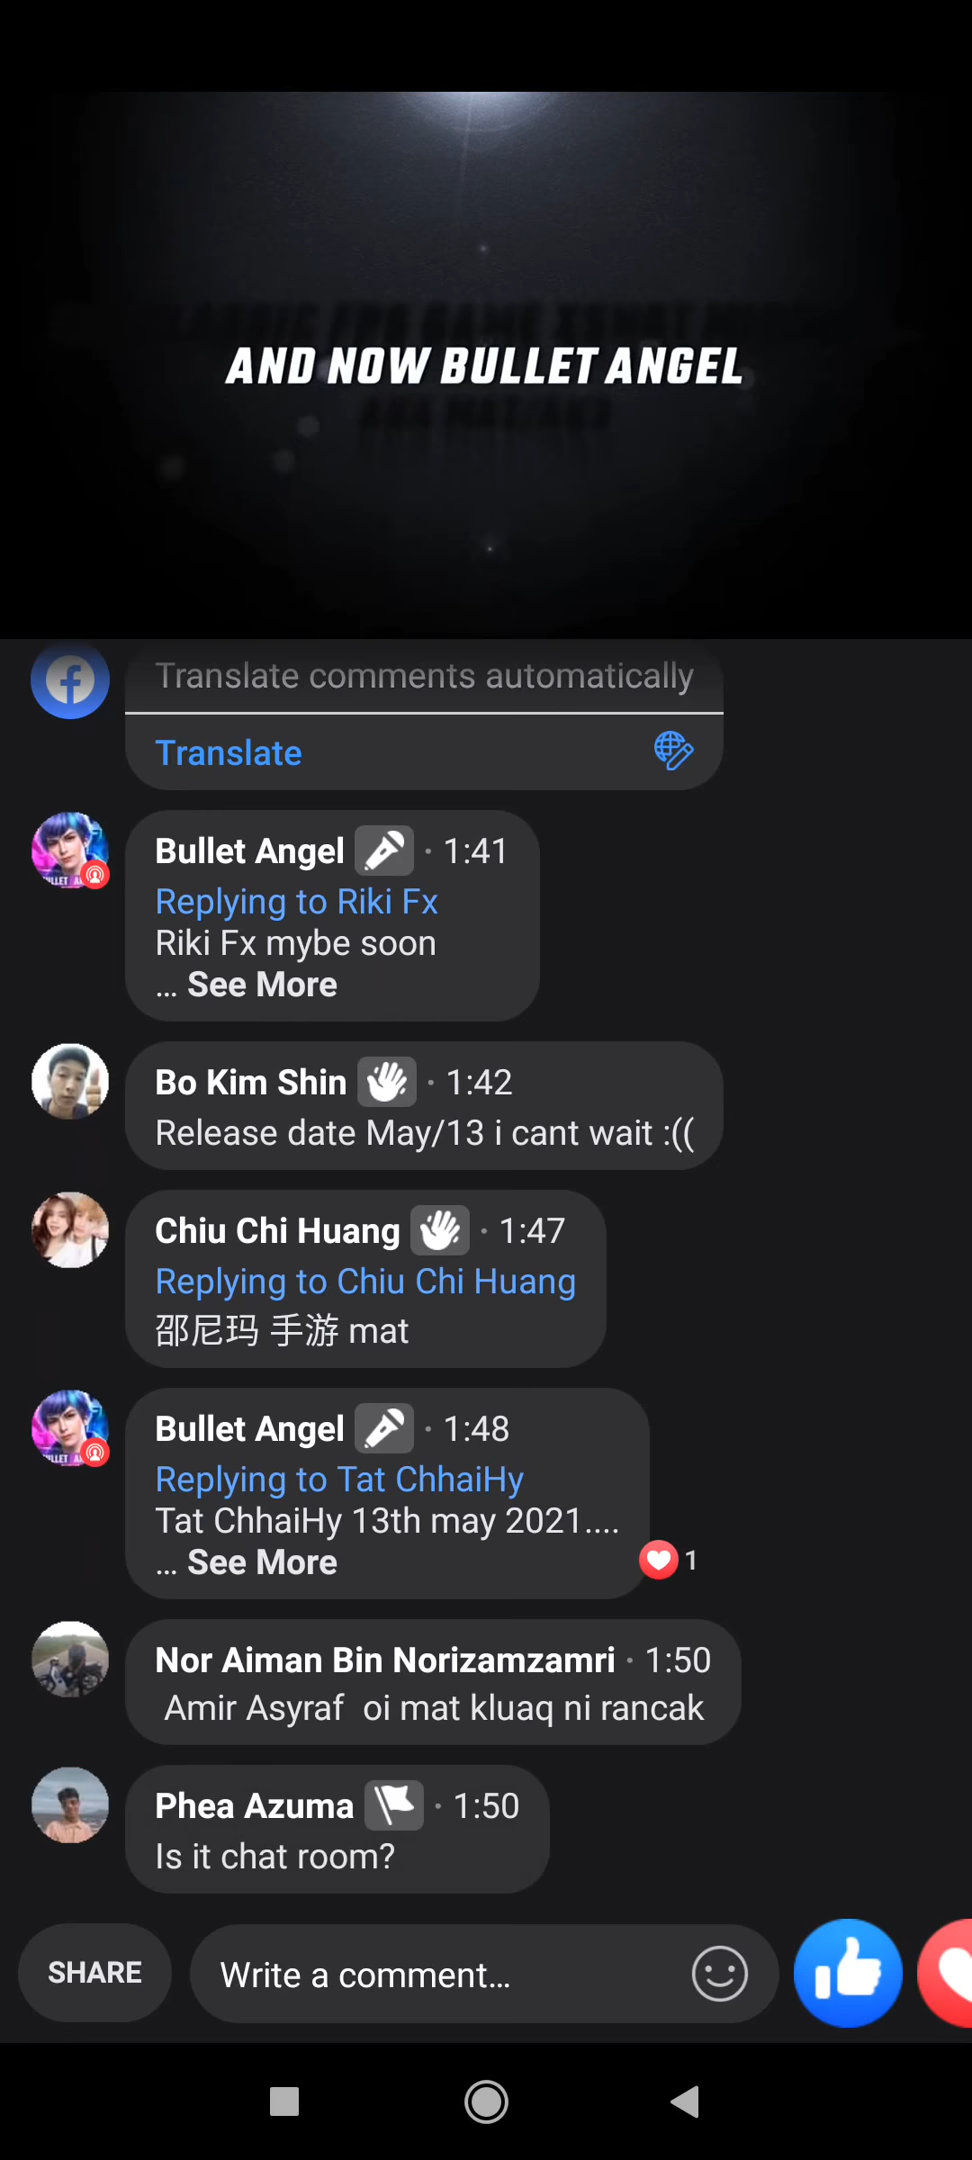 AND NOW BULLET ANGEL
Translate comments automatically
Translate
Bullet Angel · 1:41
Replying to Riki Fx
Riki Fx mybe soon
... See More
Bo Kim Shin · 1:42
Release date May/13 i cant wait :((
Chiu Chi Huang · 1:47
Replying to Chiu Chi Huang
邵尼玛 手游 mat
Bullet Angel · 1:48
Replying to Tat ChhaiHy
Tat ChhaiHy 13th may 2021....
... See More
1
Nor Aiman Bin Norizamzamri · 1:50
Amir Asyraf oi mat kluaq ni rancak
Phea Azuma · 1:50
Is it chat room?
SHARE
Write a comment...